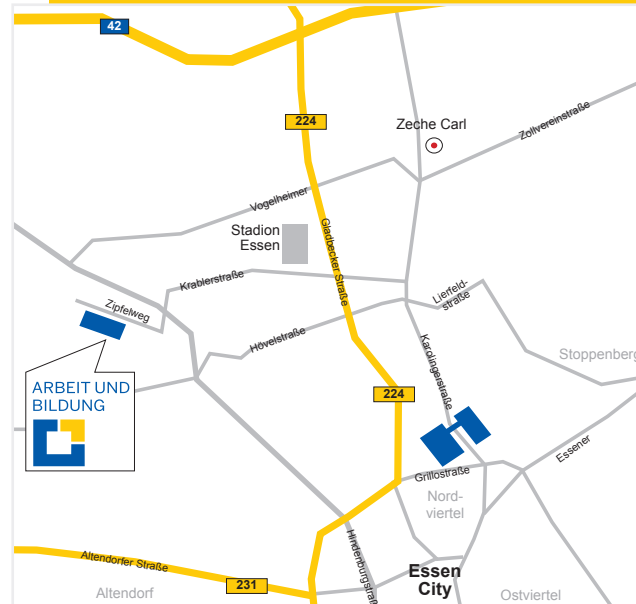 42
224
Zeche Carl
Zollvereinstraße
Vogelheimer
Stadion
Essen
Gladbecker Straße
Krablerstraße
Zipfelweg
Lierfeld-
straße
Hövelstraße
Karolingerstraße
Stoppenberg
ARBEIT UND
BILDUNG
224
Essener
Grillostraße
Nord-
viertel
Hindenburgstraße
Altendorfer Straße
Essen
City
231
Altendorf
Ostviertel